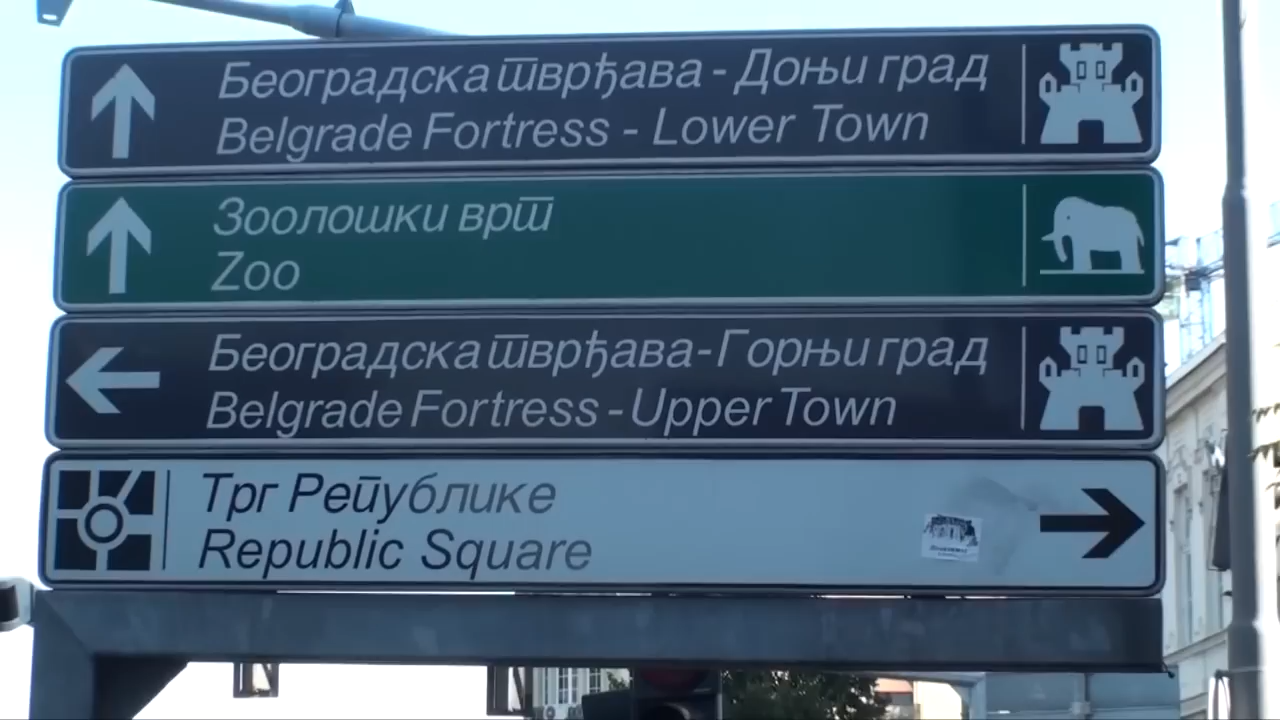 Београдска тврђава - Доњи град
Belgrade Fortress - Lower Town
Зоолошки врт
Zoo
Београдска тврђава - Горњи град
Belgrade Fortress - Upper Town
Трг Републике
Republic Square